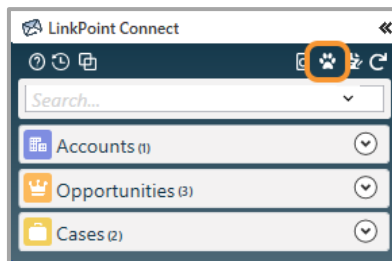 LinkPoint Connect
Search...
Accounts (1)
Opportunities (3)
Cases (2)